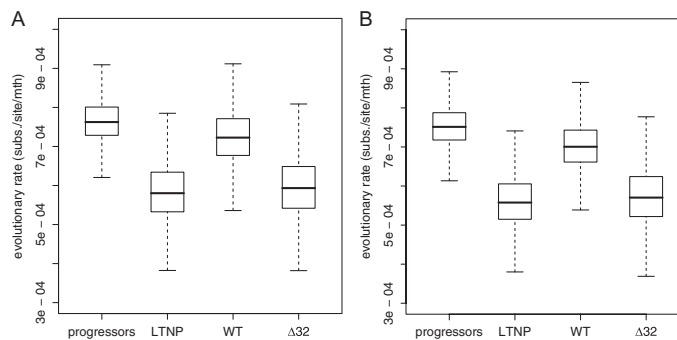 A
B
evolutionary rate (subs./site/mth)
3e − 04
5e − 04
7e − 04
9e − 04
progressors LTNP WT Δ32
evolutionary rate (subs./site/mth)
3e − 04
5e − 04
7e − 04
9e − 04
progressors LTNP WT Δ32